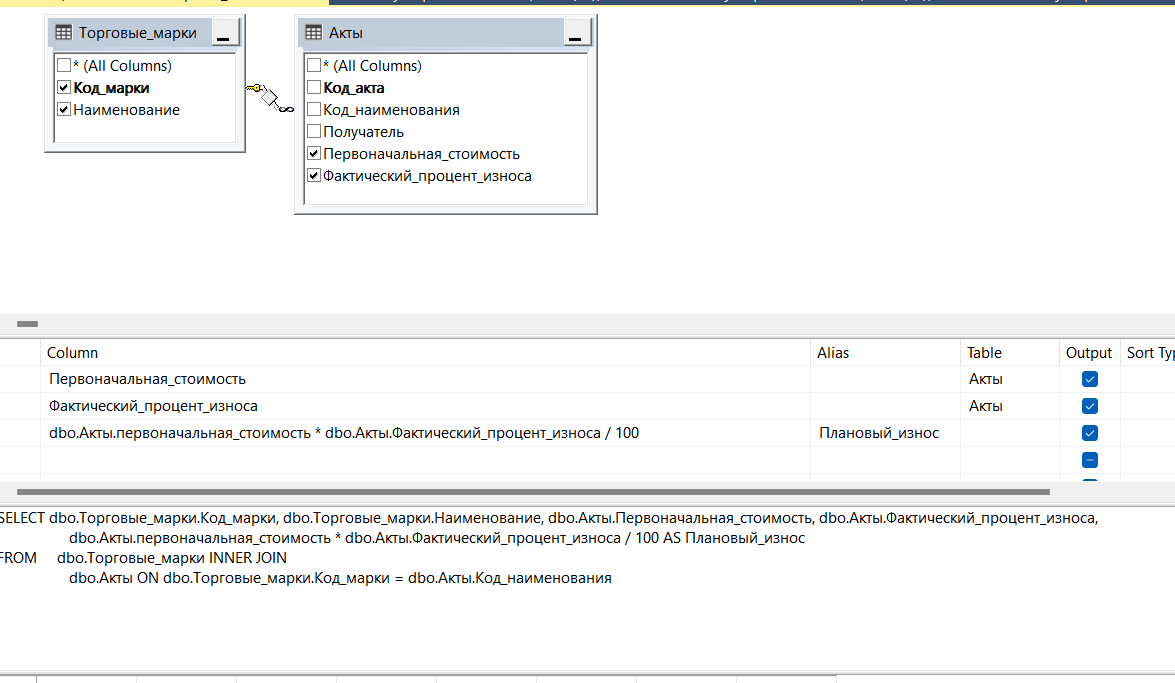 Торговые_марки
* (All Columns)
Код_марки
Наименование
Акты
* (All Columns)
Код_акта
Код_наименования
Получатель
Первоначальная_стоимость
Фактический_процент_износа
Column Alias Table Output Sort Typ
Первоначальная_стоимость Акты
Фактический_процент_износа Акты
dbo.Акты.первоначальная_стоимость * dbo.Акты.Фактический_процент_износа / 100 Плановый_износ
SELECT dbo.Торговые_марки.Код_марки, dbo.Торговые_марки.Наименование, dbo.Акты.Первоначальная_стоимость, dbo.Акты.Фактический_процент_износа,
dbo.Акты.первоначальная_стоимость * dbo.Акты.Фактический_процент_износа / 100 AS Плановый_износ
FROM dbo.Торговые_марки INNER JOIN
dbo.Акты ON dbo.Торговые_марки.Код_марки = dbo.Акты.Код_наименования